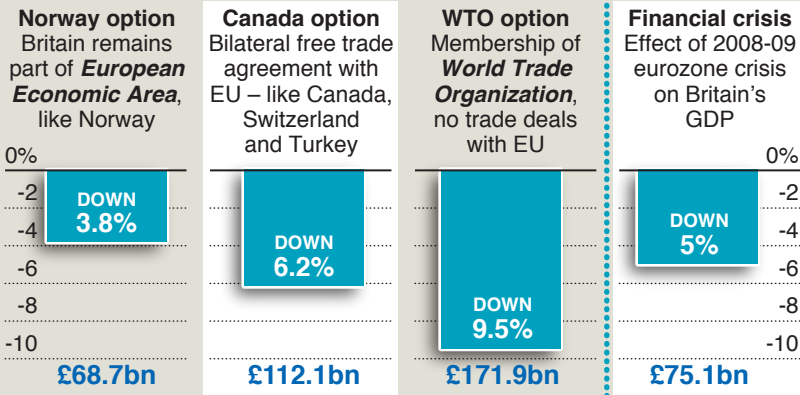 Norway option
Britain remains
part of European
Economic Area,
like Norway
Canada option
Bilateral free trade
agreement with
EU – like Canada,
Switzerland
and Turkey
WTO option
Membership of
World Trade
Organization,
no trade deals
with EU
Financial crisis
Effect of 2008-09
eurozone crisis
on Britain's
GDP
0%
-2
-4
-6
-8
-10
DOWN
3.8%
£68.7bn
DOWN
6.2%
£112.1bn
DOWN
9.5%
£171.9bn
DOWN
5%
£75.1bn
0%
-2
-4
-6
-8
-10